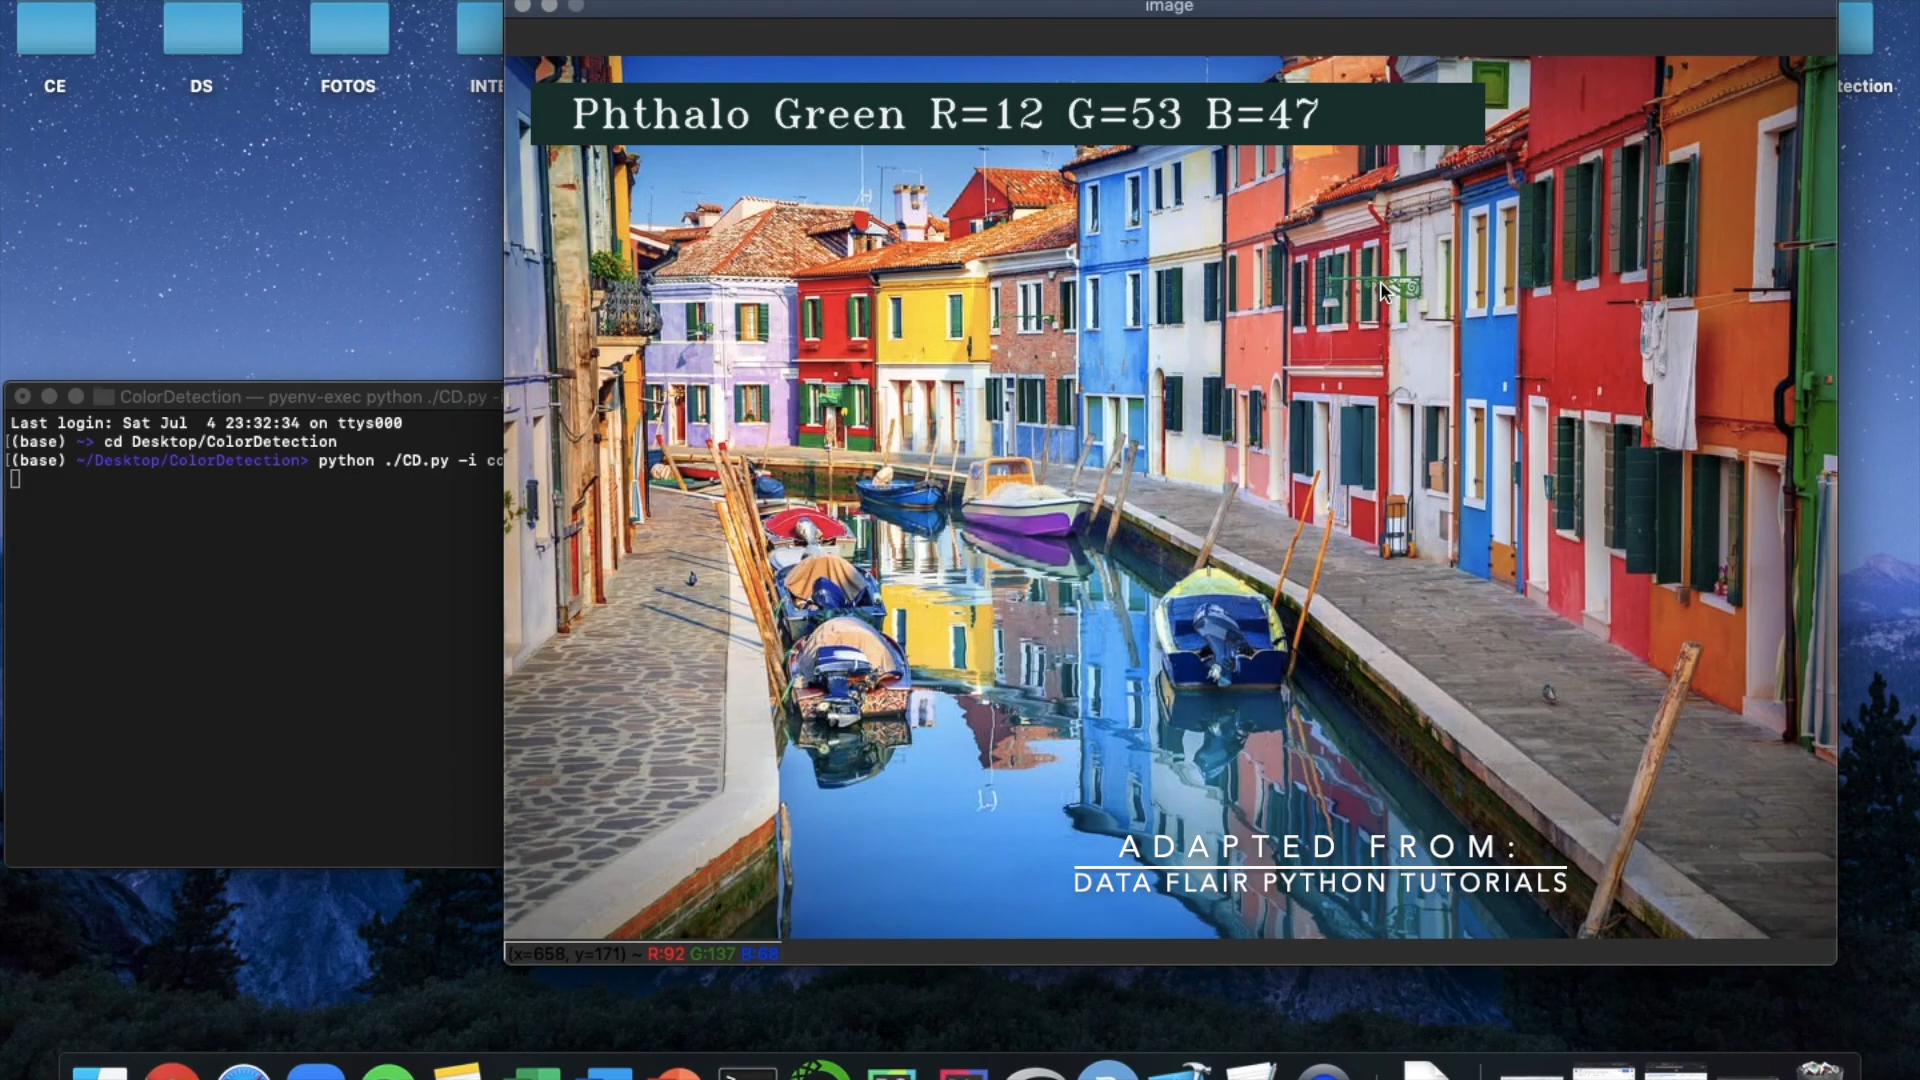 image
CE
DS
FOTOS
Phthalo Green R=12 G=53 B=47
ColorDetection — pyenv-exec python ./CD.py
Last login: Sat Jul 4 23:32:34 on ttys000
[(base) ~> cd Desktop/ColorDetection
[(base) ~/Desktop/ColorDetection> python ./CD.py -i co
ADAPTED FROM:
DATA FLAIR PYTHON TUTORIALS
(x=658, y=171) ~ R:92 G:137 B:68